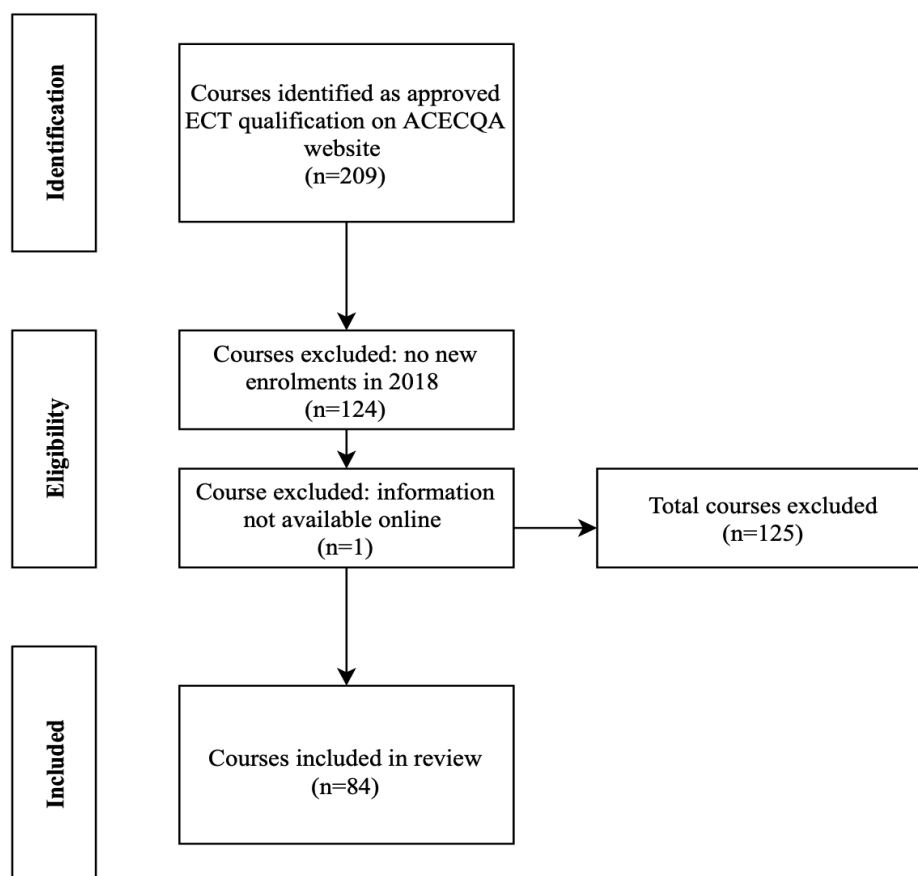 Identification
Courses identified as approved
ECT qualification on ACECQA
website
(n=209)
Eligibility
Courses excluded: no new
enrolments in 2018
(n=124)
Course excluded: information
not available online
(n=1)
Total courses excluded
(n=125)
Included
Courses included in review
(n=84)